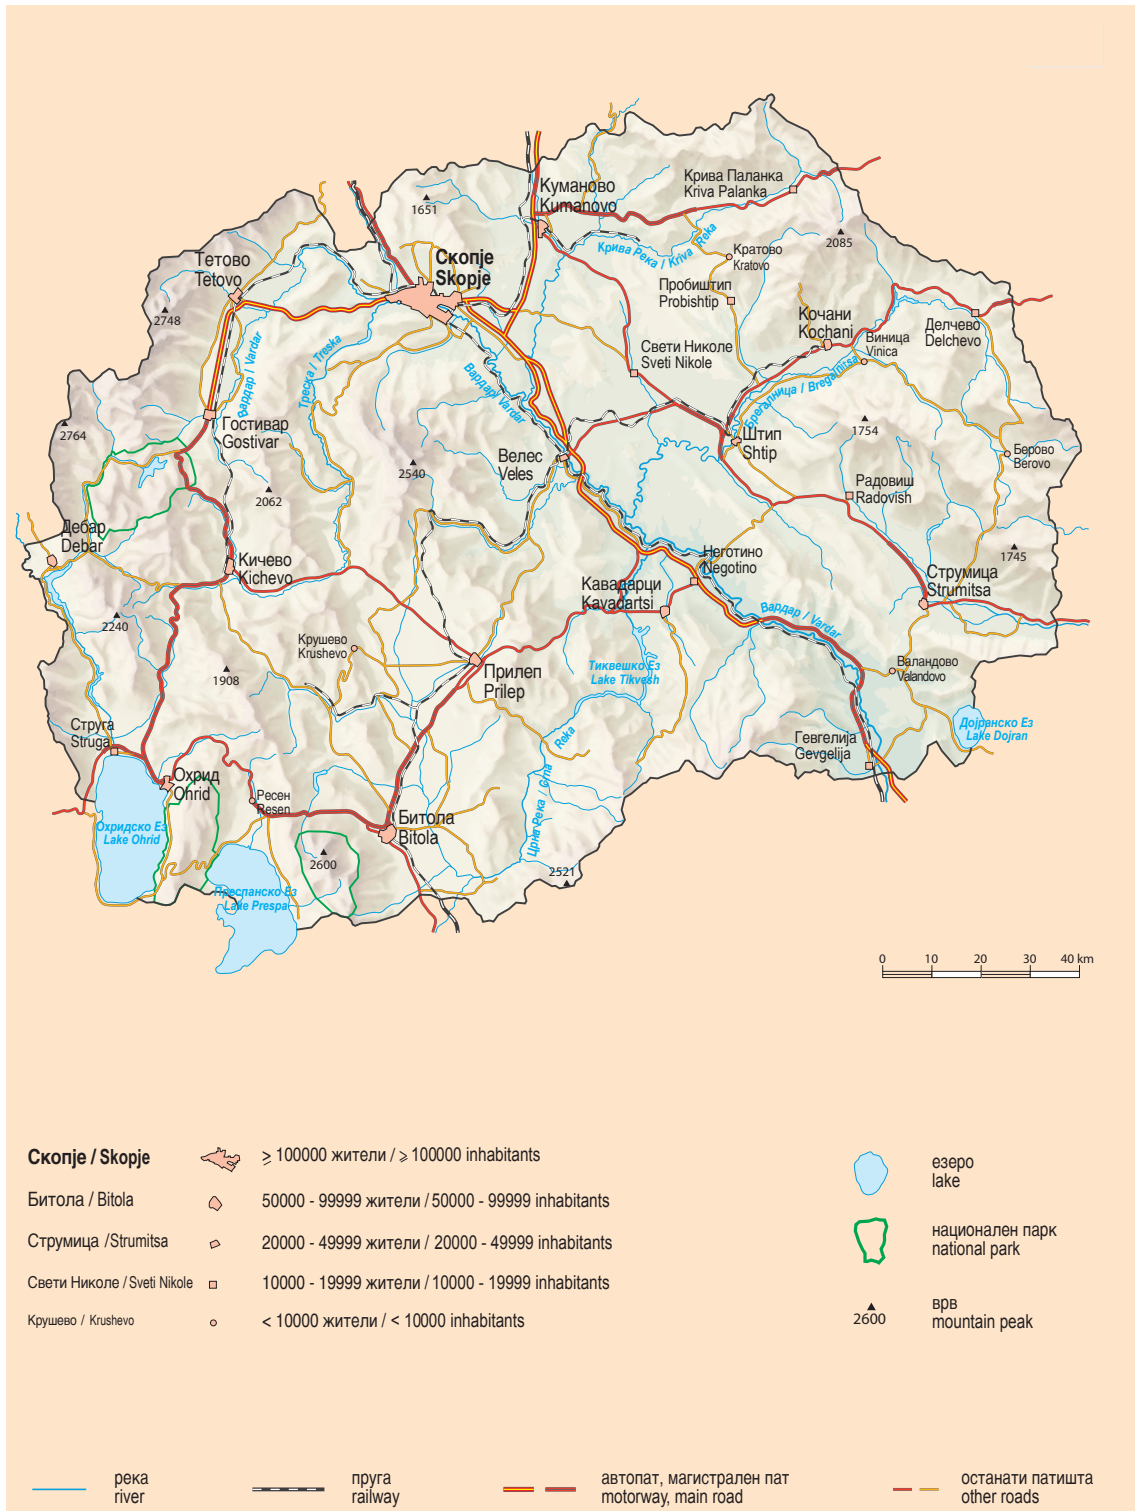 1651
Куманово
Kumanovo
Крива Паланка
Kriva Palanka
2085
Крива Река / Kriva Reka
Кратово
Kratovo
Скопје
Skopje
Тетово
Tetovo
2748
Пробиштип
Probishtip
Кочани
Kochani
Виница
Vinica
Делчево
Delchevo
Свети Николе
Sveti Nikole
Вардар / Vardar
Треска / Treska
Вардар/ Vardar
Брегалница / Bregalnitsa
2764
Гостивар
Gostivar
1754
Штип
Shtip
Берово
Berovo
2540
Велес
Veles
2062
Радовиш
Radovish
Дебар
Debar
1745
Кичево
Kichevo
Неготино
Negotino
Кавадарци
Kavadartsi
Струмица
Strumitsa
2240
Вардар / Vardar
Крушево
Krushevo
1908
Прилеп
Prilep
Тиквешко Ез
Lake Tikvesh
Валандово
Valandovo
Струга
Struga
Дојранско Ез
Lake Dojran
Гевгелија
Gevgelija
Охрид
Ohrid
Ресен
Resen
Црна Река / Crna Reka
Битола
Bitola
Охридско Ез
Lake Ohrid
2600
2521
Преспанско Ез
Lake Prespa
0 10 20 30 40 km
Скопје / Skopje ≥ 100000 жители / ≥ 100000 inhabitants
Битола / Bitola 50000 - 99999 жители / 50000 - 99999 inhabitants
Струмица /Strumitsa 20000 - 49999 жители / 20000 - 49999 inhabitants
Свети Николе / Sveti Nikole 10000 - 19999 жители / 10000 - 19999 inhabitants
Крушево / Krushevo < 10000 жители / < 10000 inhabitants
езеро
lake
национален парк
national park
2600
врв
mountain peak
река
river
пруга
railway
автопат, магистрален пат
motorway, main road
останати патишта
other roads